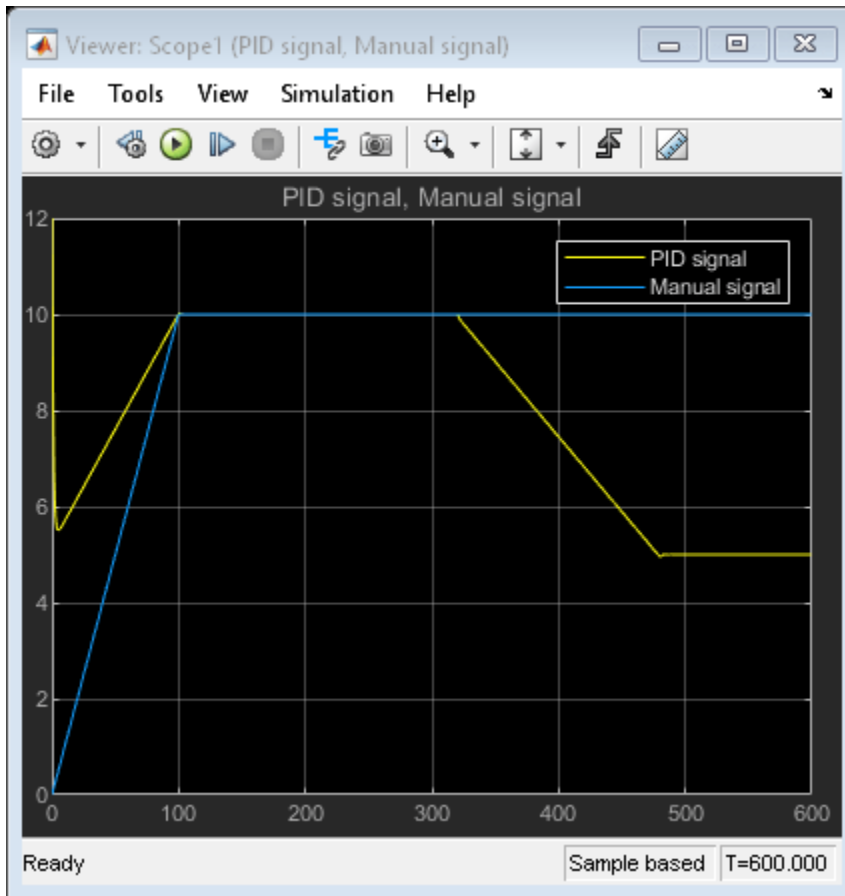 Viewer: Scope1 (PID signal, Manual signal)
File Tools View Simulation Help
PID signal, Manual signal
12
PID signal
Manual signal
10
8
6
4
2
0
0 100 200 300 400 500 600
Ready Sample based T=600.000